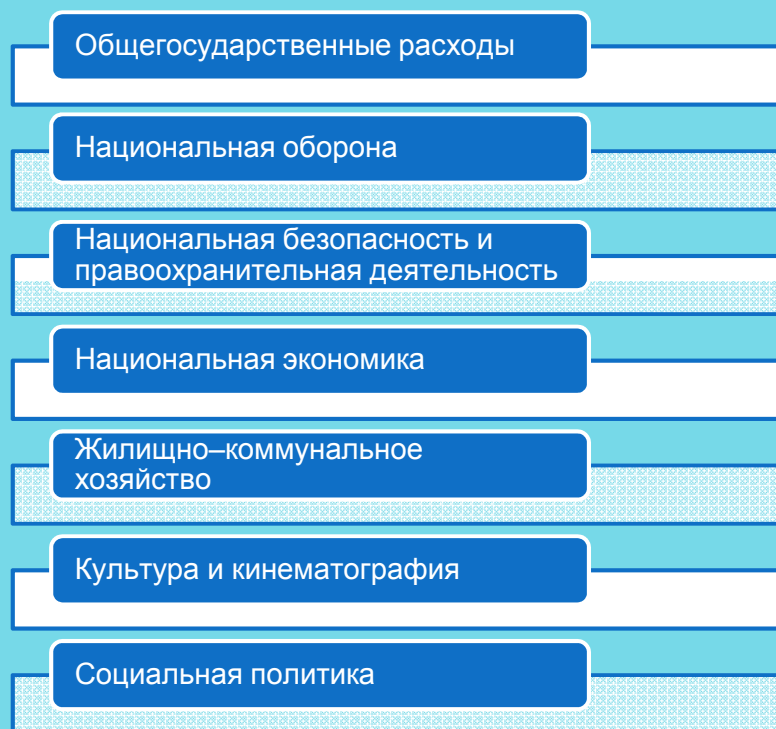 Общегосударственные расходы
Национальная оборона
Национальная безопасность и
правоохранительная деятельность
Национальная экономика
Жилищно–коммунальное
хозяйство
Культура и кинематография
Социальная политика